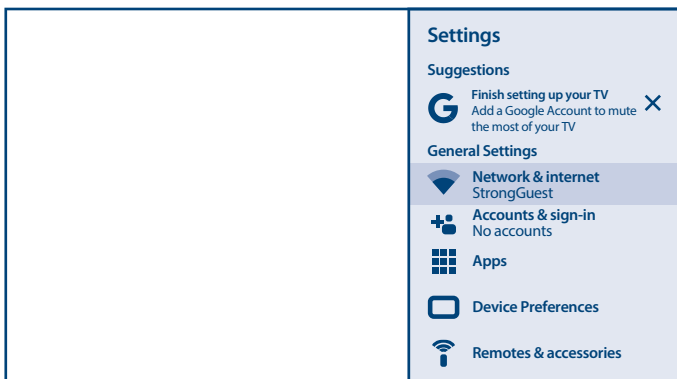 Settings
Suggestions
Finish setting up your TV
Add a Google Account to mute
the most of your TV
General Settings
Network & internet
StrongGuest
Accounts & sign-in
No accounts
Apps
Device Preferences
Remotes & accessories